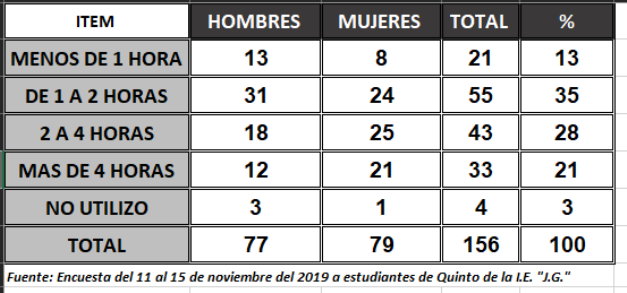 ITEM HOMBRES MUJERES TOTAL %
MENOS DE 1 HORA 13 8 21 13
DE 1 A 2 HORAS 31 24 55 35
2 A 4 HORAS 18 25 43 28
MAS DE 4 HORAS 12 21 33 21
NO UTILIZO 3 1 4 3
TOTAL 77 79 156 100
Fuente: Encuesta del 11 al 15 de noviembre del 2019 a estudiantes de Quinto de la I.E. "J.G."